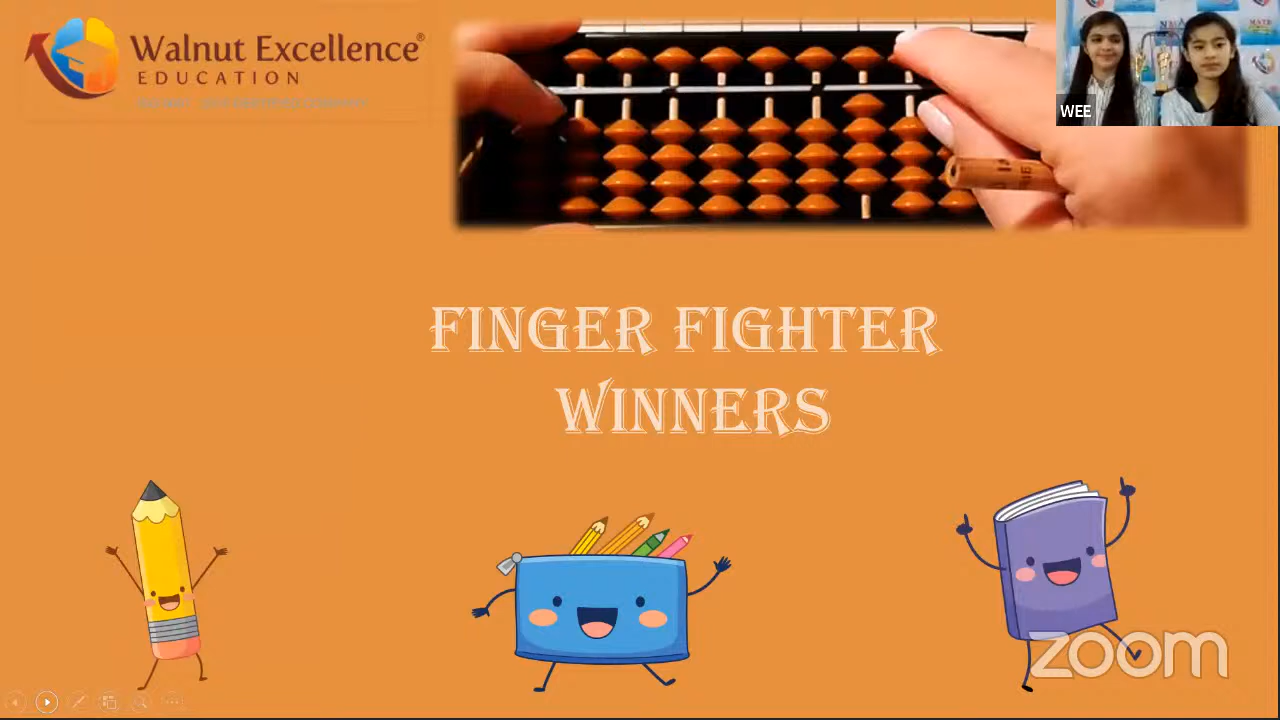 Walnut Excellence®
EDUCATION
WEE
FINGER FIGHTER
WINNERS
zoom